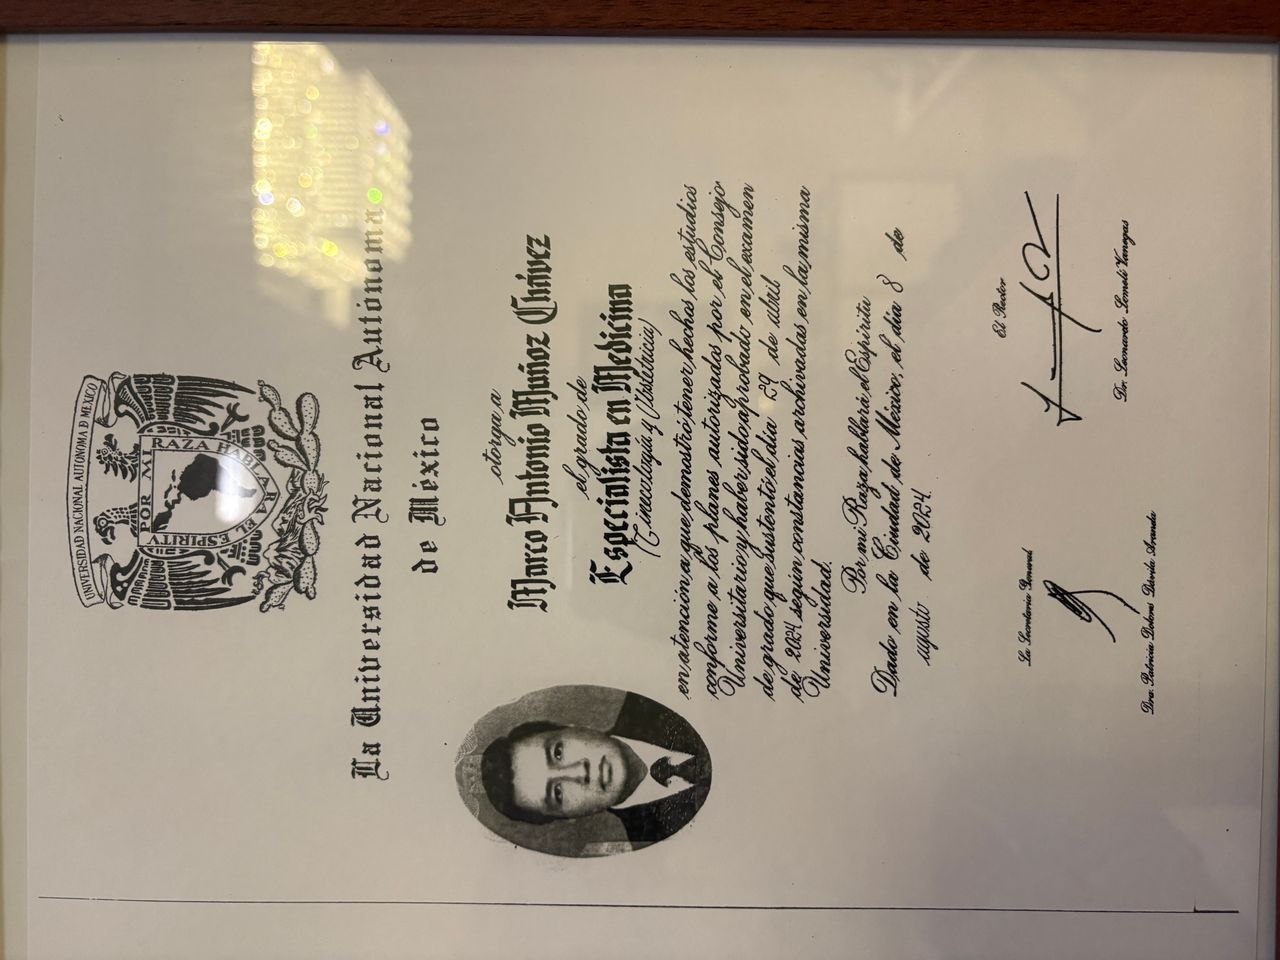 UNIVERSIDAD NACIONAL AUTONOMA D MEXICO
POR MI RAZA HABLARA EL ESPIRITU
La Universidad Nacional Autónoma
de México
otorga a
Marco Antonio Muñoz Chávez
el grado de
Especialista en Medicina
(Ginecología y Obstetricia)
en atención a que demostró tener hechos los estudios
conforme a los planes autorizados por el Consejo
Universitario y haber sido aprobado en el examen
de grado que sustentó el día 29 de abril
de 2024 según constancias archivadas en la misma
Universidad.
Por mi Raza hablará el Espíritu
Dado en la Ciudad de México, el día 8 de
agosto de 2024.
El Rector
Dr. Leonardo Lomelí Vanegas
La Secretaria General
Dra. Patricia Dolores Dávila Aranda